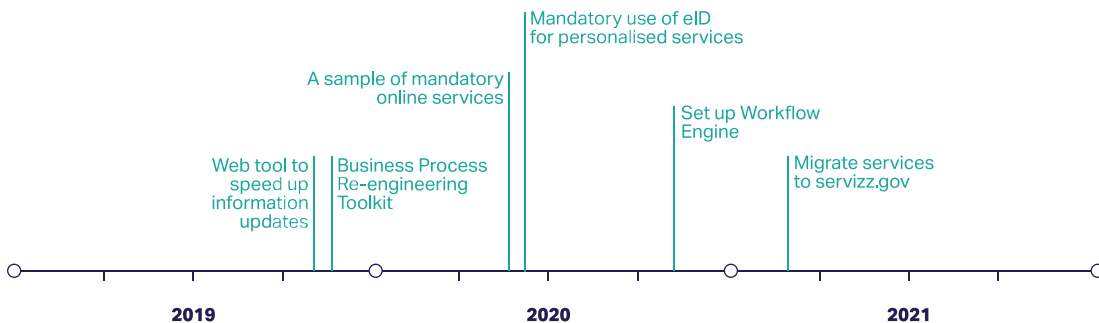 Mandatory use of eID
for personalised services
A sample of mandatory
online services
Set up Workflow
Engine
Web tool to
speed up
information
updates
Business Process
Re-engineering
Toolkit
Migrate services
to servizz.gov
2019
2020
2021